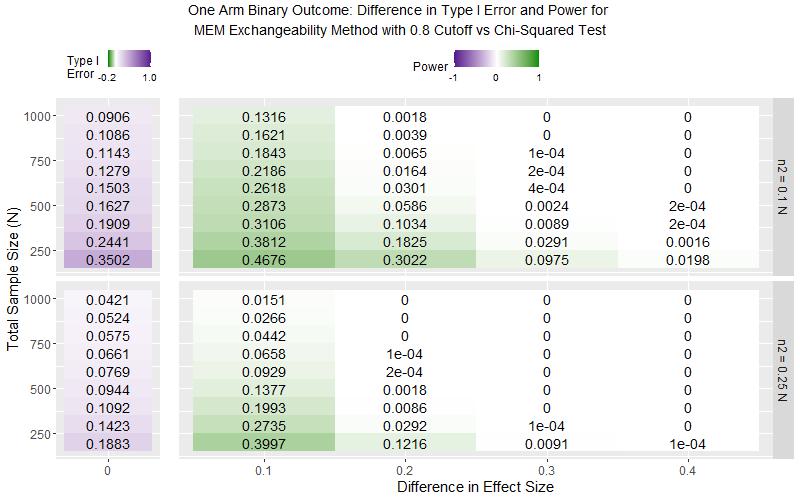 One Arm Binary Outcome: Difference in Type I Error and Power for
MEM Exchangeability Method with 0.8 Cutoff vs Chi-Squared Test
Type I
Error -0.2 1.0
Power -1 0 1
1000 0.0906 0.1316 0.0018 0 0
0.1086 0.1621 0.0039 0 0
0.1143 0.1843 0.0065 1e-04 0
750 0.1279 0.2186 0.0164 2e-04 0
0.1503 0.2618 0.0301 4e-04 0
500 0.1627 0.2873 0.0586 0.0024 2e-04
0.1909 0.3106 0.1034 0.0089 2e-04
0.2441 0.3812 0.1825 0.0291 0.0016
250 0.3502 0.4676 0.3022 0.0975 0.0198
n2 = 0.1 N
1000 0.0421 0.0151 0 0 0
0.0524 0.0266 0 0 0
0.0575 0.0442 0 0 0
750 0.0661 0.0658 1e-04 0 0
0.0769 0.0929 2e-04 0 0
500 0.0944 0.1377 0.0018 0 0
0.1092 0.1993 0.0086 0 0
0.1423 0.2735 0.0292 1e-04 0
250 0.1883 0.3997 0.1216 0.0091 1e-04
n2 = 0.25 N
Total Sample Size (N)
0 0.1 0.2 0.3 0.4
Difference in Effect Size